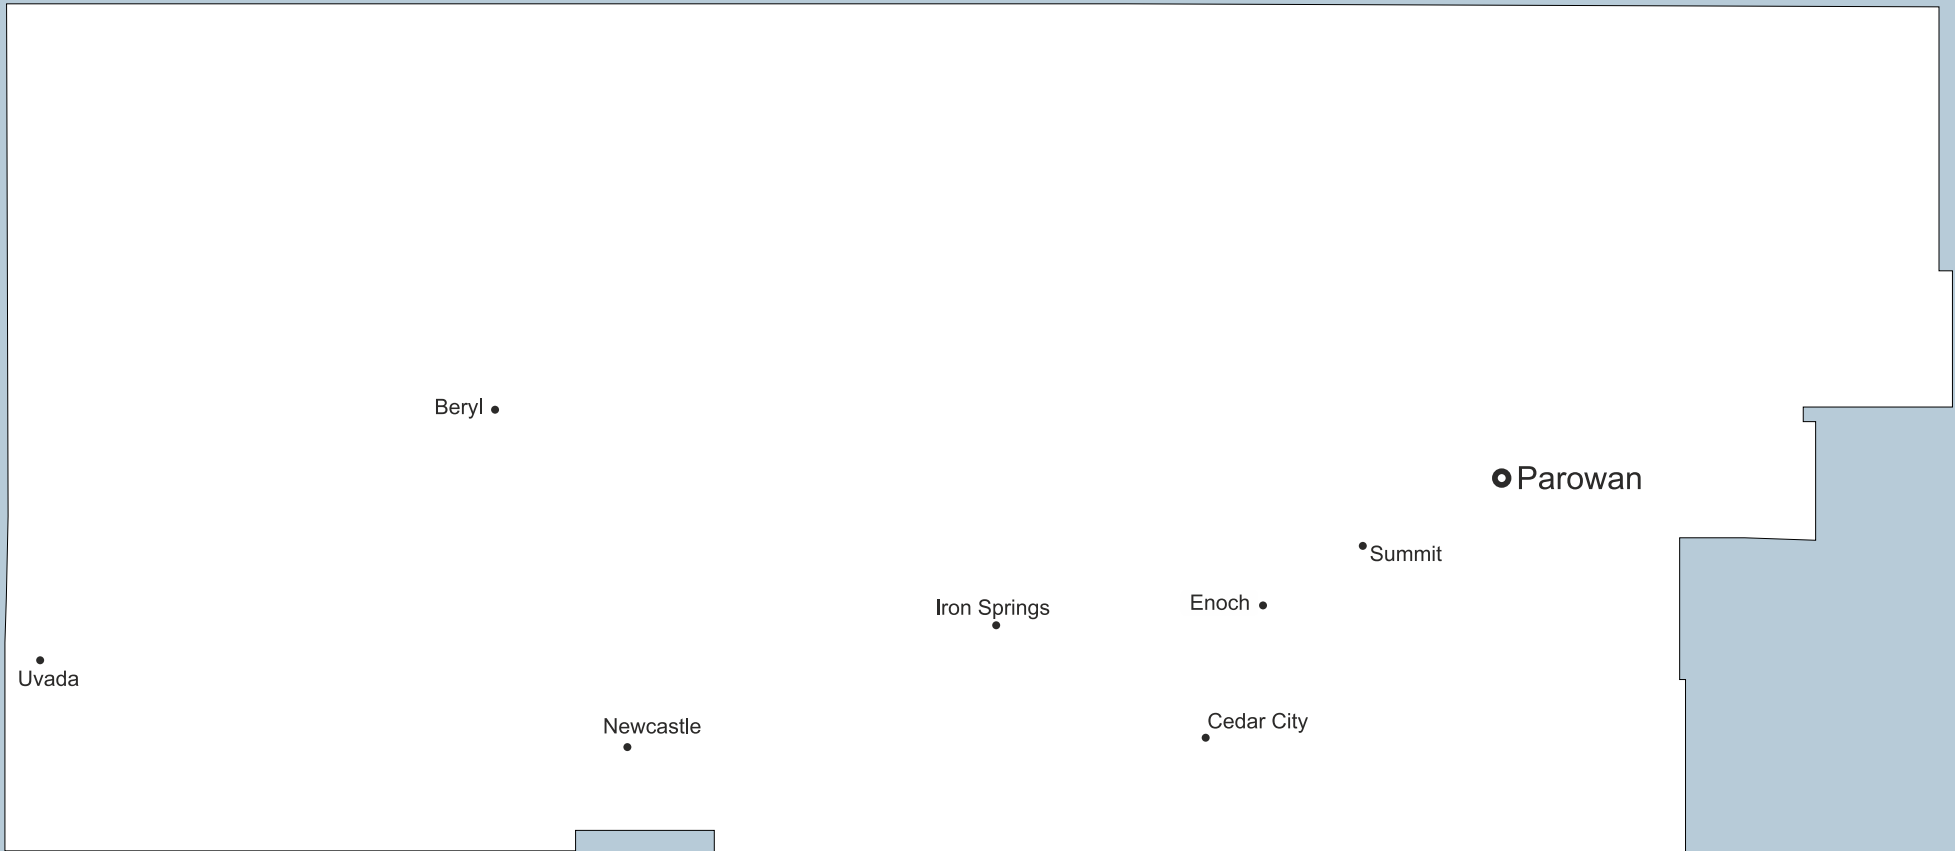 Beryl
Parowan
Summit
Enoch
Iron Springs
Uvada
Cedar City
Newcastle